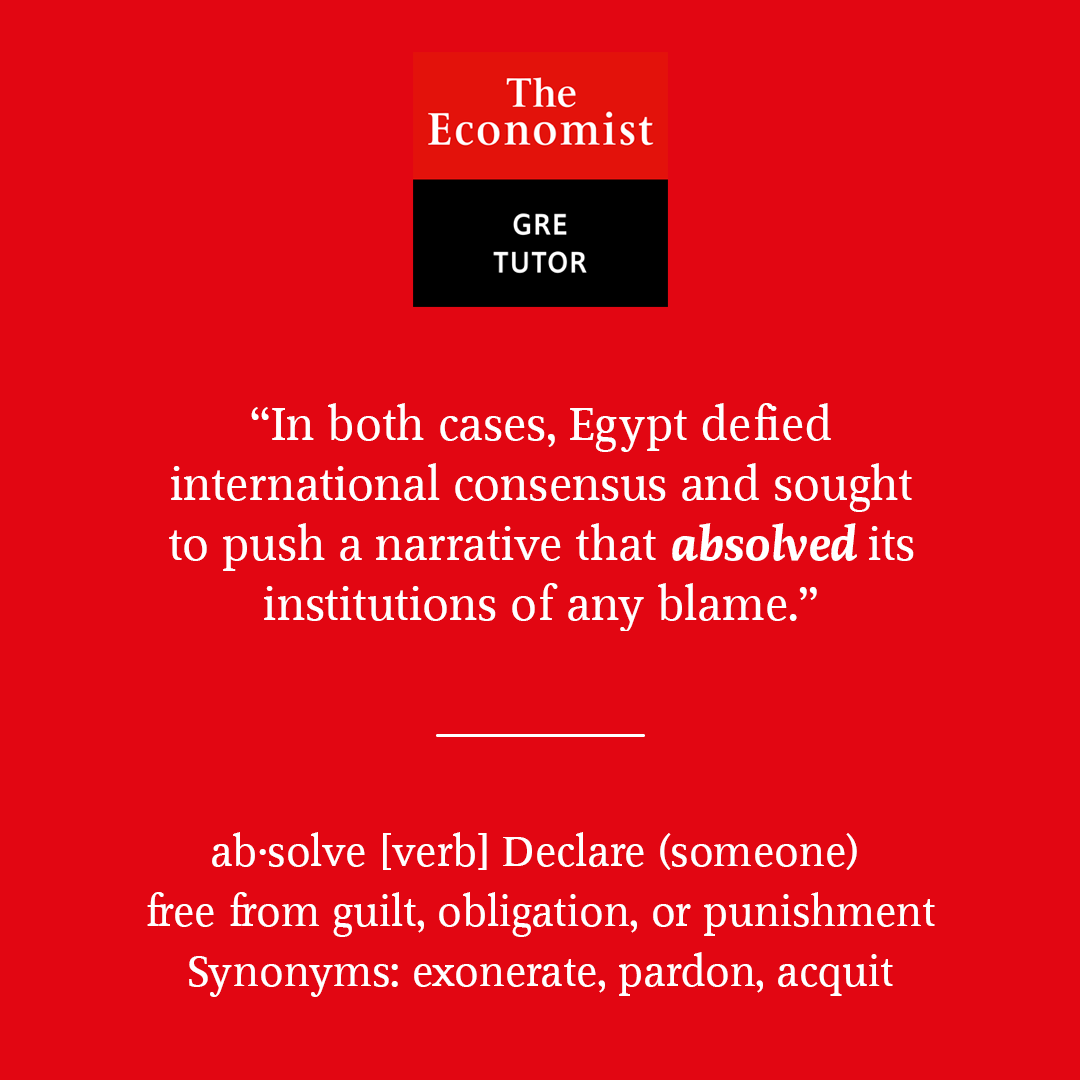 The
Economist
GRE
TUTOR
“In both cases, Egypt defied
international consensus and sought
to push a narrative that absolved its
institutions of any blame.”
ab·solve [verb] Declare (someone)
free from guilt, obligation, or punishment
Synonyms: exonerate, pardon, acquit